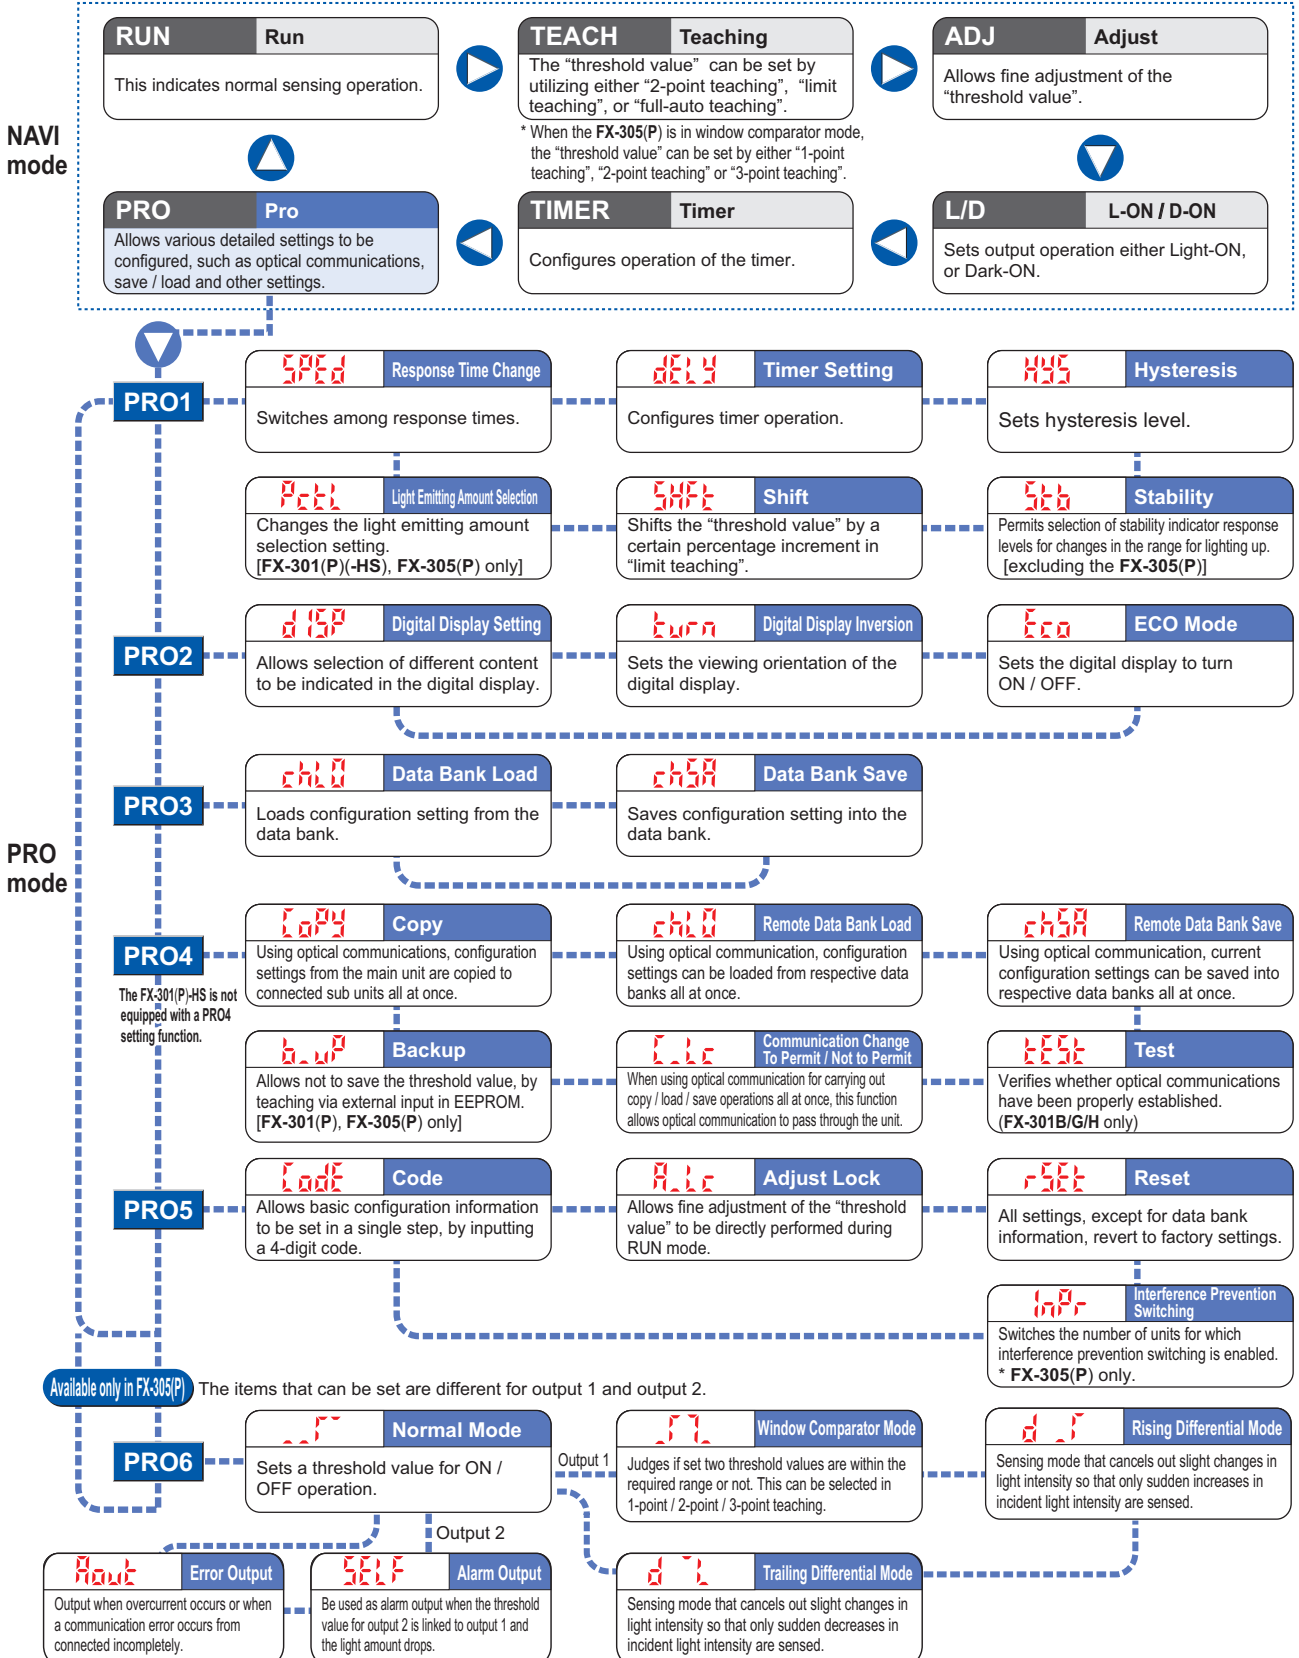 NAVI
mode
RUN
Run
This indicates normal sensing operation.
TEACH
Teaching
The “threshold value” can be set by
utilizing either “2-point teaching”, “limit
teaching”, or “full-auto teaching”.
* When the FX-305(P) is in window comparator mode,
the “threshold value” can be set by either “1-point
teaching”, “2-point teaching” or “3-point teaching”.
ADJ
Adjust
Allows fine adjustment of the
“threshold value”.
PRO
Pro
Allows various detailed settings to be
configured, such as optical communications,
save / load and other settings.
TIMER
Timer
Configures operation of the timer.
L/D
L-ON / D-ON
Sets output operation either Light-ON,
or Dark-ON.
PRO
mode
PRO1
SPEd
Response Time Change
Switches among response times.
dELY
Timer Setting
Configures timer operation.
HYS
Hysteresis
Sets hysteresis level.
Pctl
Light Emitting Amount Selection
Changes the light emitting amount
selection setting.
[FX-301(P)(-HS), FX-305(P) only]
SHFt
Shift
Shifts the “threshold value” by a
certain percentage increment in
“limit teaching”.
Stb
Stability
Permits selection of stability indicator response
levels for changes in the range for lighting up.
[excluding the FX-305(P)]
PRO2
dISP
Digital Display Setting
Allows selection of different content
to be indicated in the digital display.
turn
Digital Display Inversion
Sets the viewing orientation of the
digital display.
Eco
ECO Mode
Sets the digital display to turn
ON / OFF.
PRO3
chLO
Data Bank Load
Loads configuration setting from the
data bank.
chSA
Data Bank Save
Saves configuration setting into the
data bank.
PRO4
The FX-301(P)-HS is not
equipped with a PRO4
setting function.
CoPY
Copy
Using optical communications, configuration
settings from the main unit are copied to
connected sub units all at once.
chLO
Remote Data Bank Load
Using optical communication, configuration
settings can be loaded from respective data
banks all at once.
chSA
Remote Data Bank Save
Using optical communication, current
configuration settings can be saved into
respective data banks all at once.
b_uP
Backup
Allows not to save the threshold value, by
teaching via external input in EEPROM.
[FX-301(P), FX-305(P) only]
C_Lc
Communication Change
To Permit / Not to Permit
When using optical communication for carrying out
copy / load / save operations all at once, this function
allows optical communication to pass through the unit.
tESt
Test
Verifies whether optical communications
have been properly established.
(FX-301B/G/H only)
PRO5
CodE
Code
Allows basic configuration information
to be set in a single step, by inputting
a 4-digit code.
A_Lc
Adjust Lock
Allows fine adjustment of the “threshold
value” to be directly performed during
RUN mode.
rSEt
Reset
All settings, except for data bank
information, revert to factory settings.
InPr
Interference Prevention
Switching
Switches the number of units for which
interference prevention switching is enabled.
* FX-305(P) only.
Available only in FX-305(P)
The items that can be set are different for output 1 and output 2.
PRO6
Normal Mode
Sets a threshold value for ON /
OFF operation.
Output 1
Window Comparator Mode
Judges if set two threshold values are within the
required range or not. This can be selected in
1-point / 2-point / 3-point teaching.
d
Rising Differential Mode
Sensing mode that cancels out slight changes in
light intensity so that only sudden increases in
incident light intensity are sensed.
Output 2
Aout
Error Output
Output when overcurrent occurs or when
a communication error occurs from
connected incompletely.
SELF
Alarm Output
Be used as alarm output when the threshold
value for output 2 is linked to output 1 and
the light amount drops.
d
Trailing Differential Mode
Sensing mode that cancels out slight changes in
light intensity so that only sudden decreases in
incident light intensity are sensed.